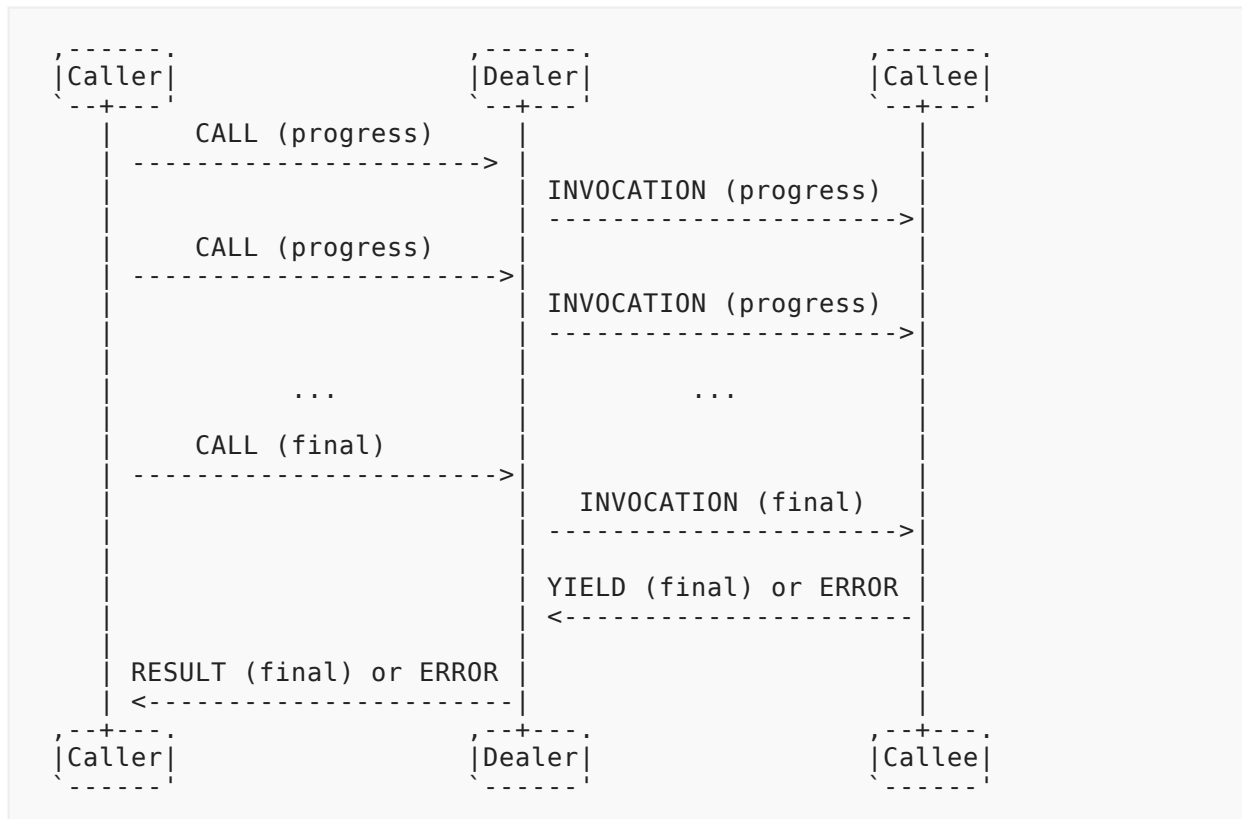 Caller Dealer Callee
CALL (progress)
INVOCATION (progress)
CALL (progress)
INVOCATION (progress)
... ...
CALL (final)
INVOCATION (final)
YIELD (final) or ERROR
RESULT (final) or ERROR
Caller Dealer Callee